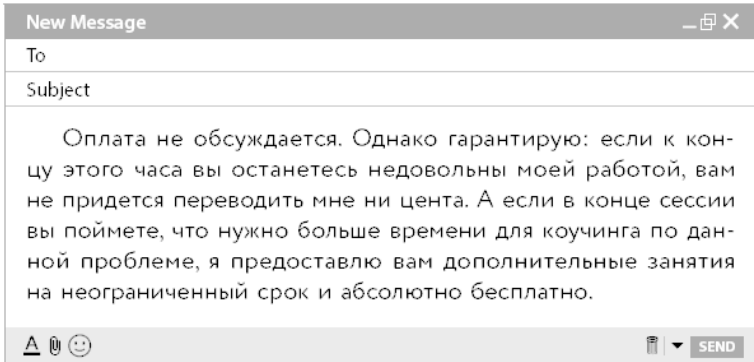 New Message
To
Subject
Оплата не обсуждается. Однако гарантирую: если к кон-
цу этого часа вы останетесь недовольны моей работой, вам
не придется переводить мне ни цента. А если в конце сессии
вы поймете, что нужно больше времени для коучинга по дан-
ной проблеме, я предоставлю вам дополнительные занятия
на неограниченный срок и абсолютно бесплатно.
A SEND